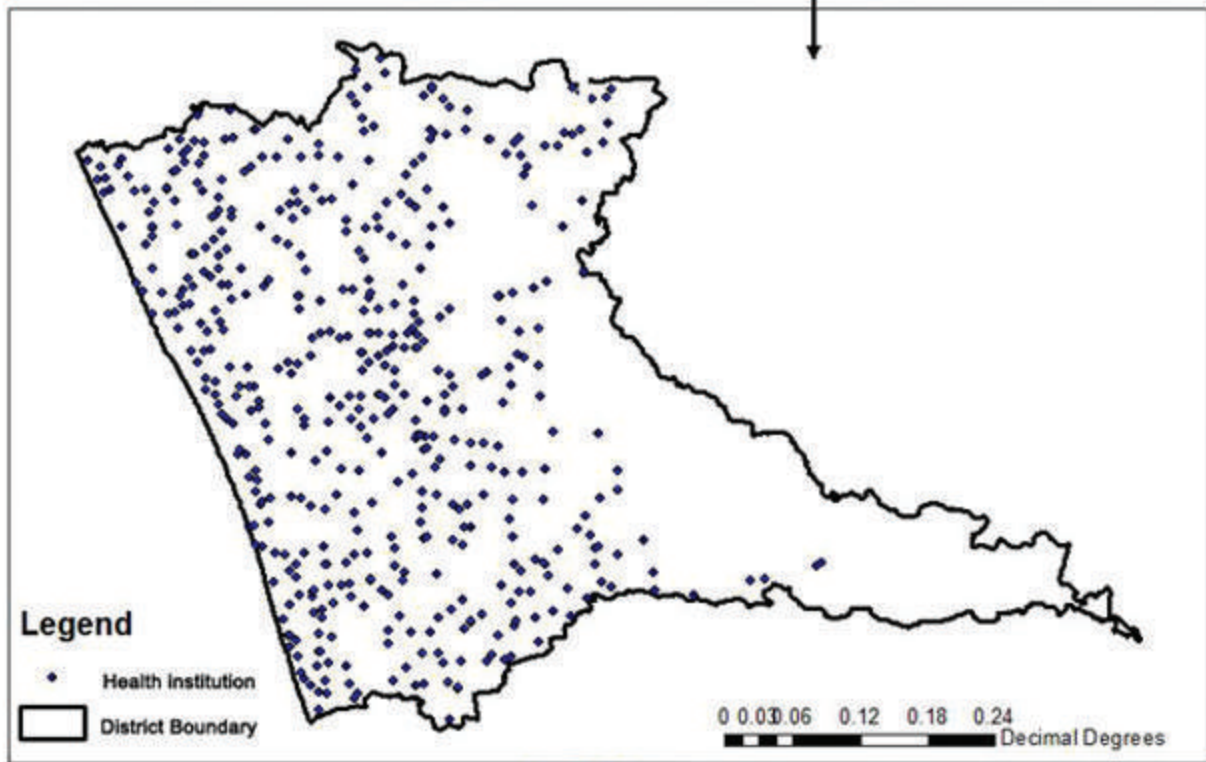 Legend
Health institution
District Boundary
0 0.03 0.06 0.12 0.18 0.24
Decimal Degrees